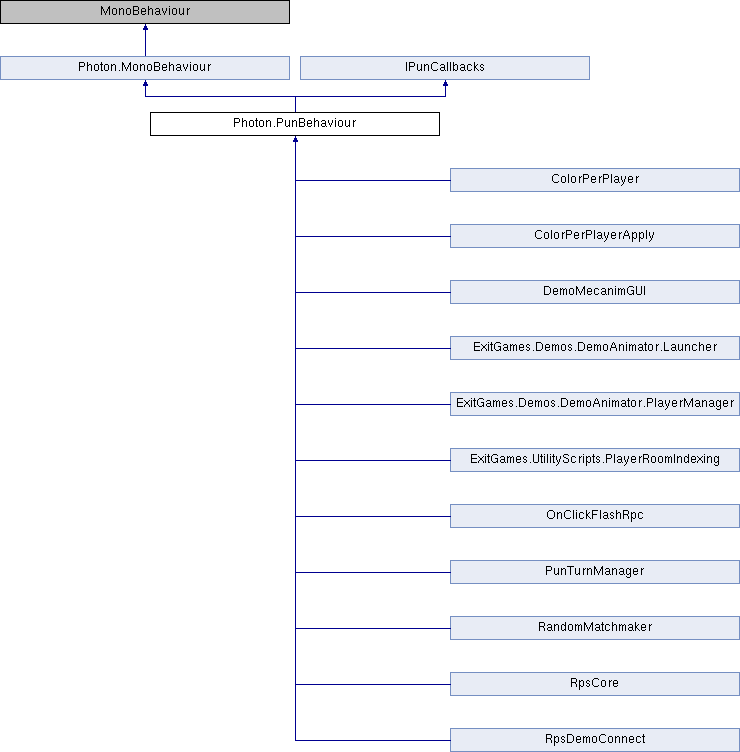 MonoBehaviour
Photon.MonoBehaviour
IPunCallbacks
Photon.PunBehaviour
ColorPerPlayer
ColorPerPlayerApply
DemoMecanimGUI
ExitGames.Demos.DemoAnimator.Launcher
ExitGames.Demos.DemoAnimator.PlayerManager
ExitGames.UtilityScripts.PlayerRoomIndexing
OnClickFlashRpc
PunTurnManager
RandomMatchmaker
RpsCore
RpsDemoConnect